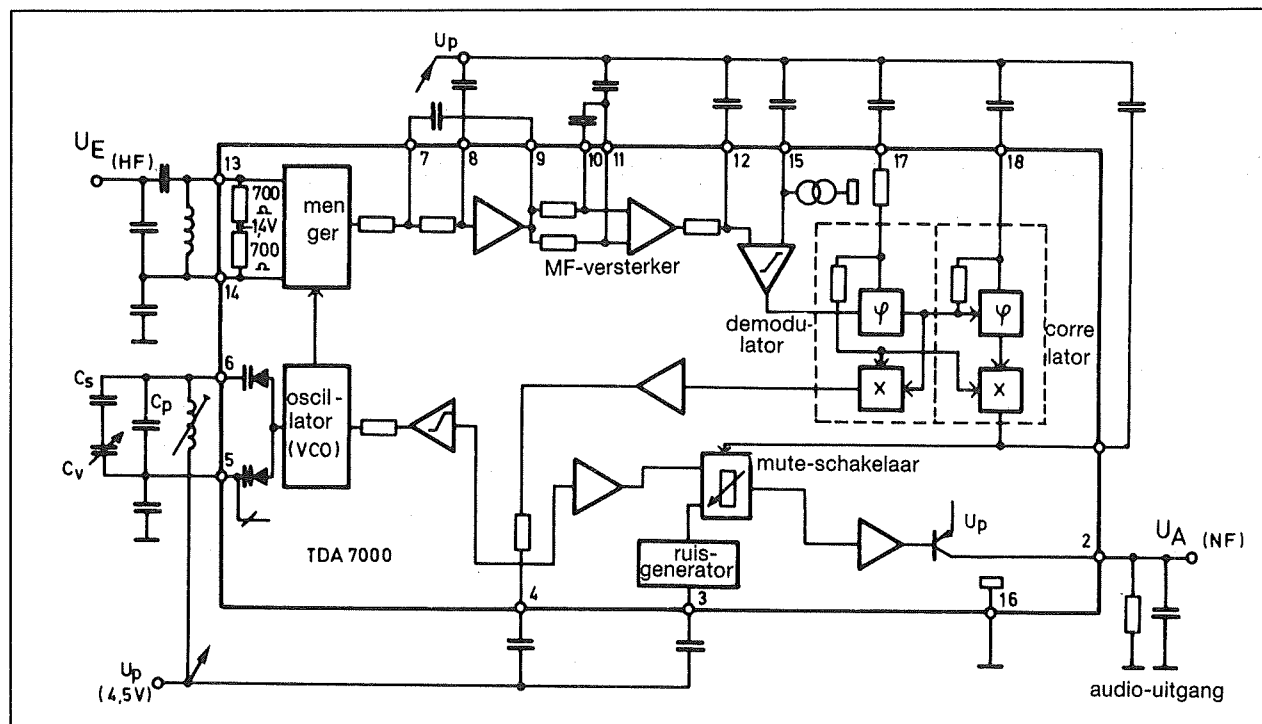 Up
UE
(HF)
13
7
8
9
10
11
12
15
17
18
700
Ω
1,4V
700
Ω
14
men
ger
MF-versterker
demodu-
lator
φ
φ
corre
lator
x
x
6
Cs
Cp
Cv
5
oscil-
lator
(VCO)
mute-schakelaar
ruis-
generator
Up
2
UA
(NF)
TDA 7000
4
3
16
Up
(4,5V)
audio-uitgang